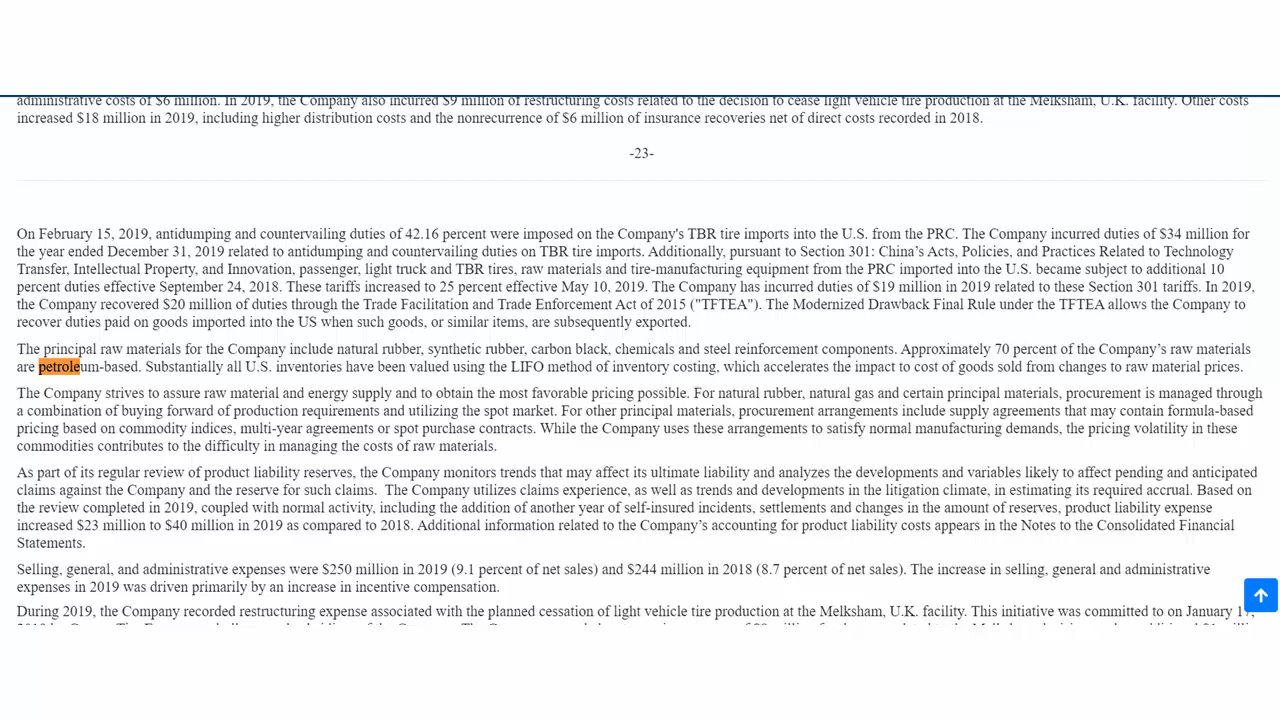 administrative costs of $6 million. In 2019, the Company also incurred $9 million of restructuring costs related to the decision to cease light vehicle tire production at the Melksham, U.K. facility. Other costs
increased $18 million in 2019, including higher distribution costs and the nonrecurrence of $6 million of insurance recoveries net of direct costs recorded in 2018.
-23-
On February 15, 2019, antidumping and countervailing duties of 42.16 percent were imposed on the Company's TBR tire imports into the U.S. from the PRC. The Company incurred duties of $34 million for
the year ended December 31, 2019 related to antidumping and countervailing duties on TBR tire imports. Additionally, pursuant to Section 301: China’s Acts, Policies, and Practices Related to Technology
Transfer, Intellectual Property, and Innovation, passenger, light truck and TBR tires, raw materials and tire-manufacturing equipment from the PRC imported into the U.S. became subject to additional 10
percent duties effective September 24, 2018. These tariffs increased to 25 percent effective May 10, 2019. The Company has incurred duties of $19 million in 2019 related to these Section 301 tariffs. In 2019,
the Company recovered $20 million of duties through the Trade Facilitation and Trade Enforcement Act of 2015 ("TFTEA"). The Modernized Drawback Final Rule under the TFTEA allows the Company to
recover duties paid on goods imported into the US when such goods, or similar items, are subsequently exported.
The principal raw materials for the Company include natural rubber, synthetic rubber, carbon black, chemicals and steel reinforcement components. Approximately 70 percent of the Company’s raw materials
are petroleum-based. Substantially all U.S. inventories have been valued using the LIFO method of inventory costing, which accelerates the impact to cost of goods sold from changes to raw material prices.
The Company strives to assure raw material and energy supply and to obtain the most favorable pricing possible. For natural rubber, natural gas and certain principal materials, procurement is managed through
a combination of buying forward of production requirements and utilizing the spot market. For other principal materials, procurement arrangements include supply agreements that may contain formula-based
pricing based on commodity indices, multi-year agreements or spot purchase contracts. While the Company uses these arrangements to satisfy normal manufacturing demands, the pricing volatility in these
commodities contributes to the difficulty in managing the costs of raw materials.
As part of its regular review of product liability reserves, the Company monitors trends that may affect its ultimate liability and analyzes the developments and variables likely to affect pending and anticipated
claims against the Company and the reserve for such claims.  The Company utilizes claims experience, as well as trends and developments in the litigation climate, in estimating its required accrual. Based on
the review completed in 2019, coupled with normal activity, including the addition of another year of self-insured incidents, settlements and changes in the amount of reserves, product liability expense
increased $23 million to $40 million in 2019 as compared to 2018. Additional information related to the Company’s accounting for product liability costs appears in the Notes to the Consolidated Financial
Statements.
Selling, general, and administrative expenses were $250 million in 2019 (9.1 percent of net sales) and $244 million in 2018 (8.7 percent of net sales). The increase in selling, general and administrative
expenses in 2019 was driven primarily by an increase in incentive compensation.
During 2019, the Company recorded restructuring expense associated with the planned cessation of light vehicle tire production at the Melksham, U.K. facility. This initiative was committed to on January 17,